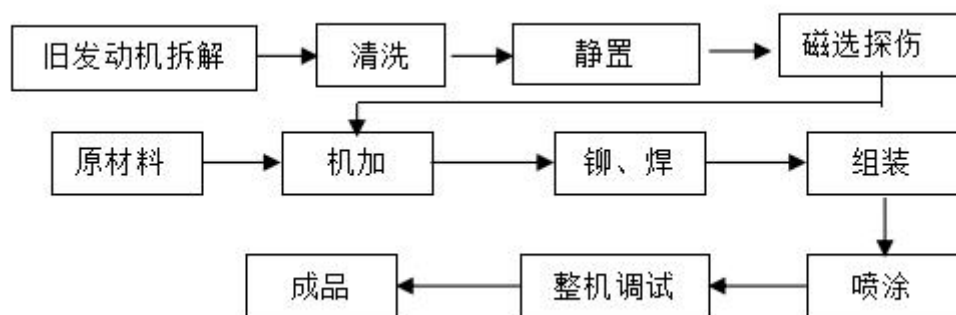 旧发动机拆解 清洗 静置 磁选探伤
原材料 机加 铆、焊 组装
成品 整机调试 喷涂